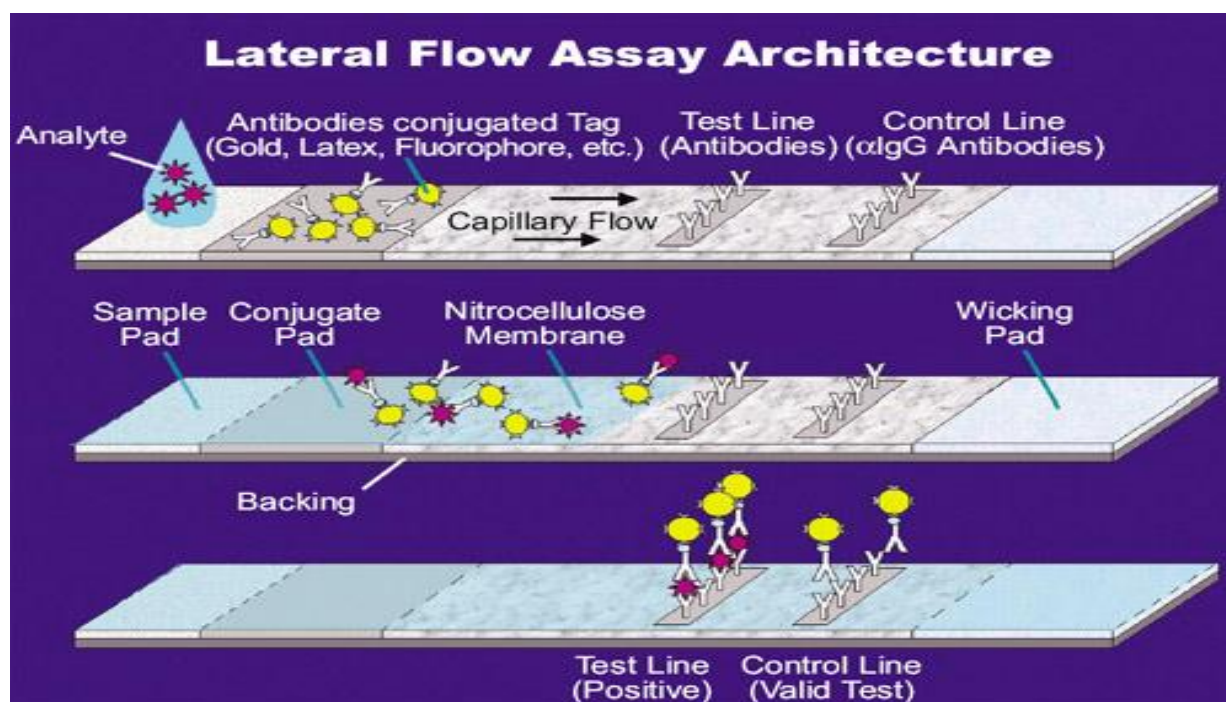 Lateral Flow Assay Architecture
Analyte
Antibodies conjugated Tag
(Gold, Latex, Fluorophore, etc.)
Test Line
(Antibodies)
Control Line
(αIgG Antibodies)
Capillary Flow
Sample
Pad
Conjugate
Pad
Nitrocellulose
Membrane
Wicking
Pad
Backing
Test Line
(Positive)
Control Line
(Valid Test)